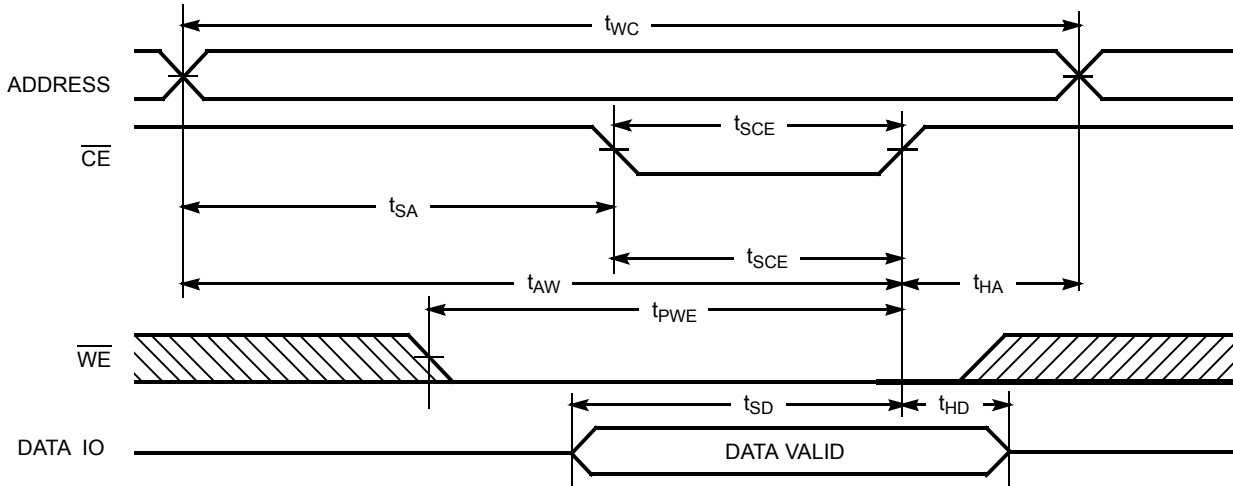 tWC
ADDRESS
tSCE
CE
tSA
tSCE
tAW
tHA
tPWE
WE
tSD
tHD
DATA IO
DATA VALID